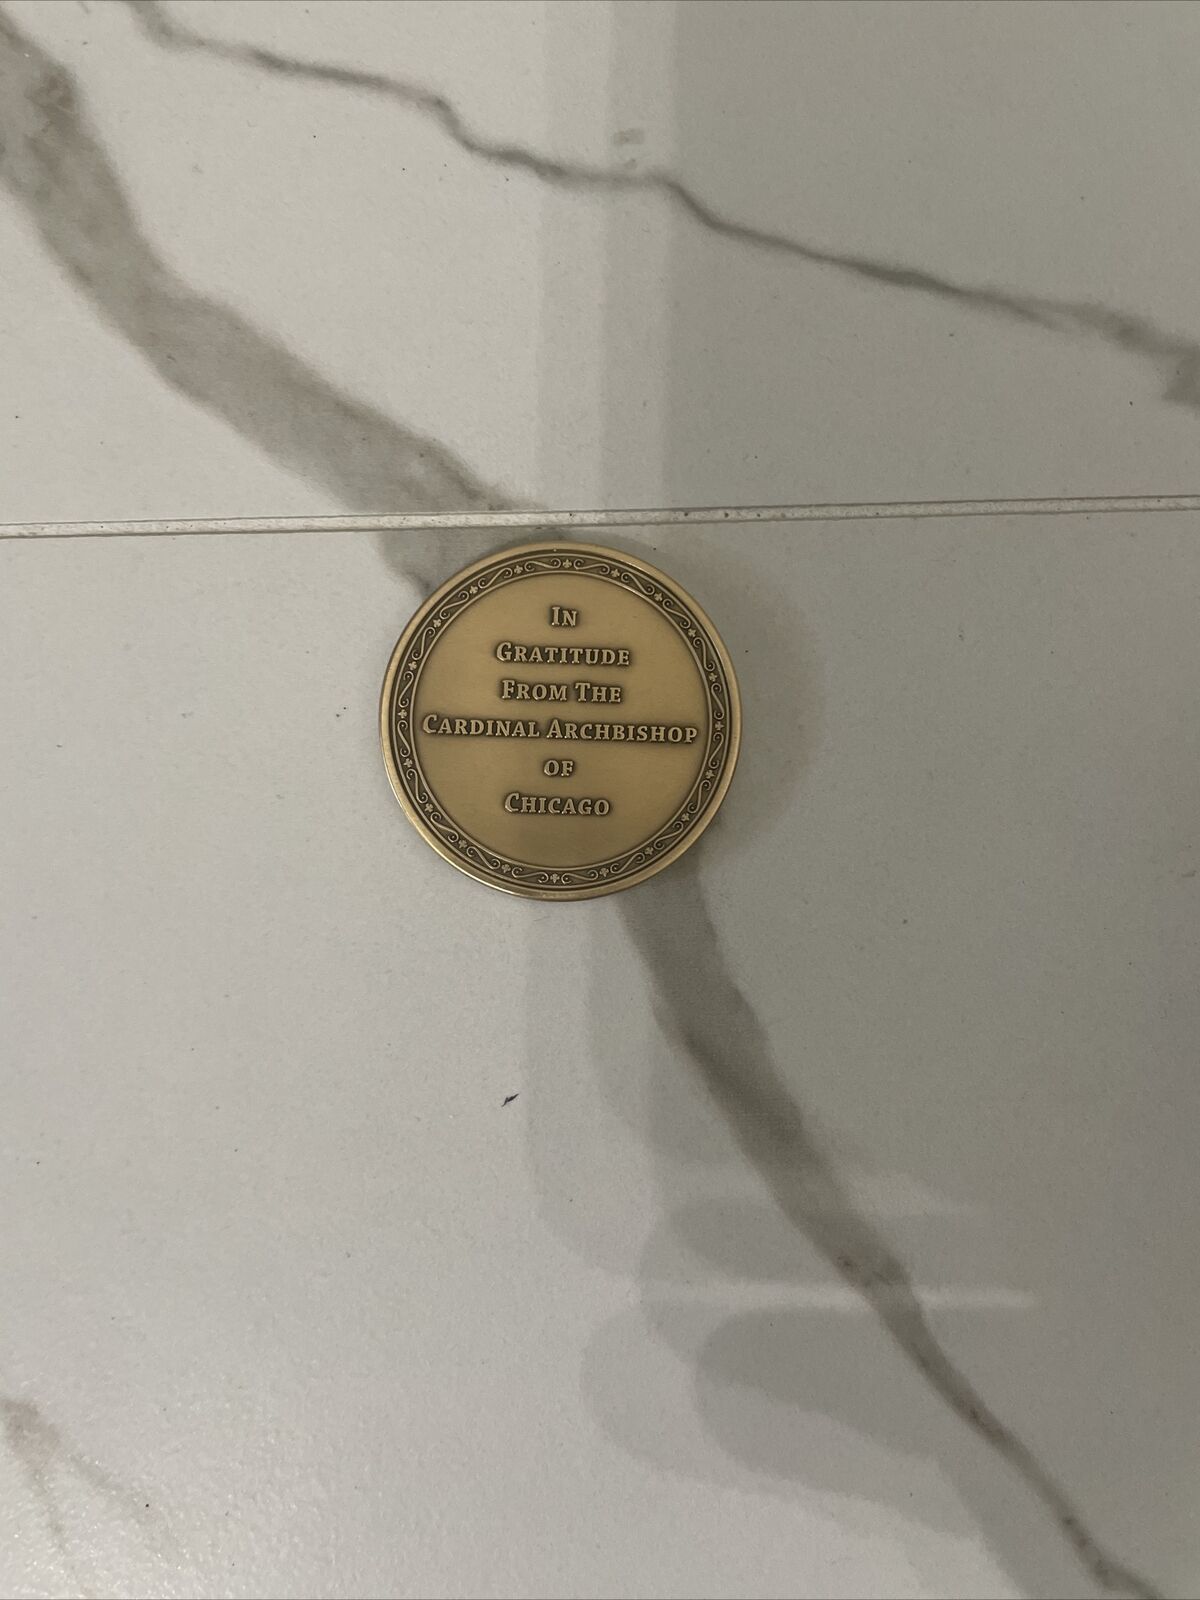 In
Gratitude
From The
Cardinal Archbishop
of
Chicago